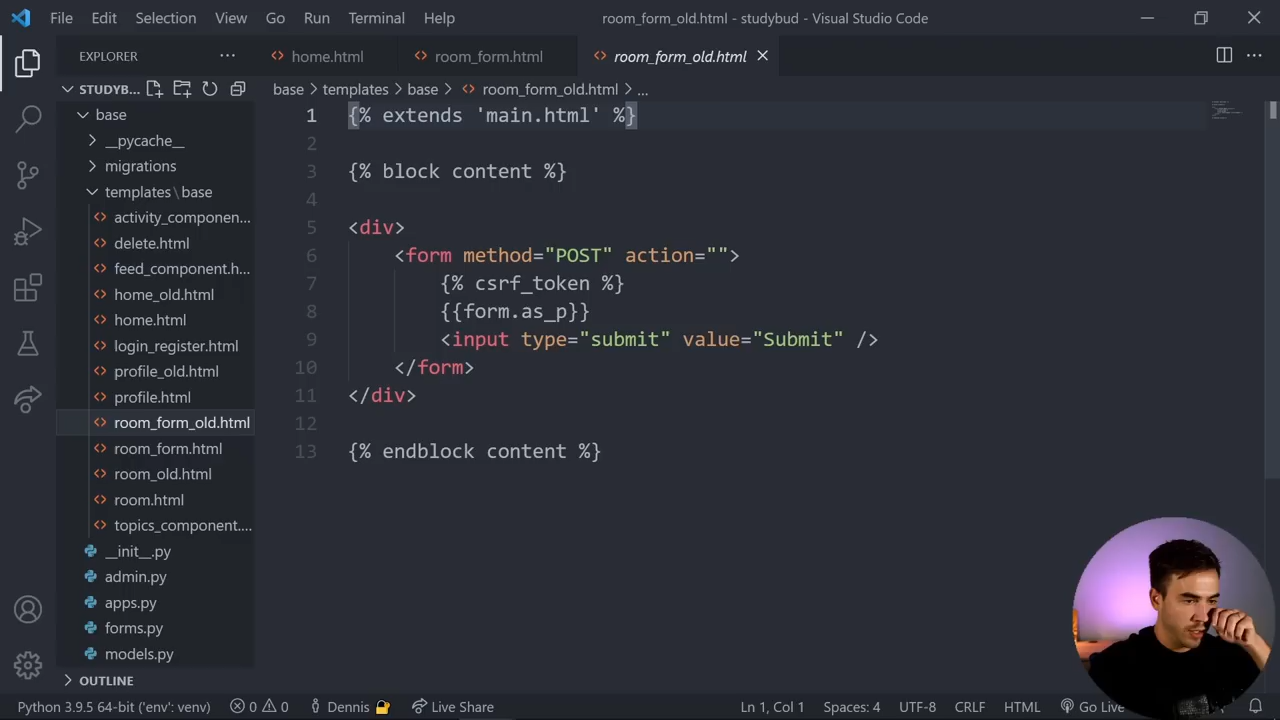 File Edit Selection View Go Run Terminal Help room_form_old.html - studybud - Visual Studio Code
EXPLORER ··· home.html room_form.html room_form_old.html
STUDYB... base > templates > base > room_form_old.html > ...
base
__pycache__
migrations
templates\base
activity_componen...
delete.html
feed_component.h...
home_old.html
home.html
login_register.html
profile_old.html
profile.html
room_form_old.html
room_form.html
room_old.html
room.html
topics_component....
__init__.py
admin.py
apps.py
forms.py
models.py
OUTLINE
1 {% extends 'main.html' %}
2
3 {% block content %}
4
5 <div>
6 <form method="POST" action="">
7 {% csrf_token %}
8 {{form.as_p}}
9 <input type="submit" value="Submit" />
10 </form>
11 </div>
12
13 {% endblock content %}
Python 3.9.5 64-bit ('env': venv) 0 0 Dennis Live Share Ln 1, Col 1 Spaces: 4 UTF-8 CRLF HTML Go Live